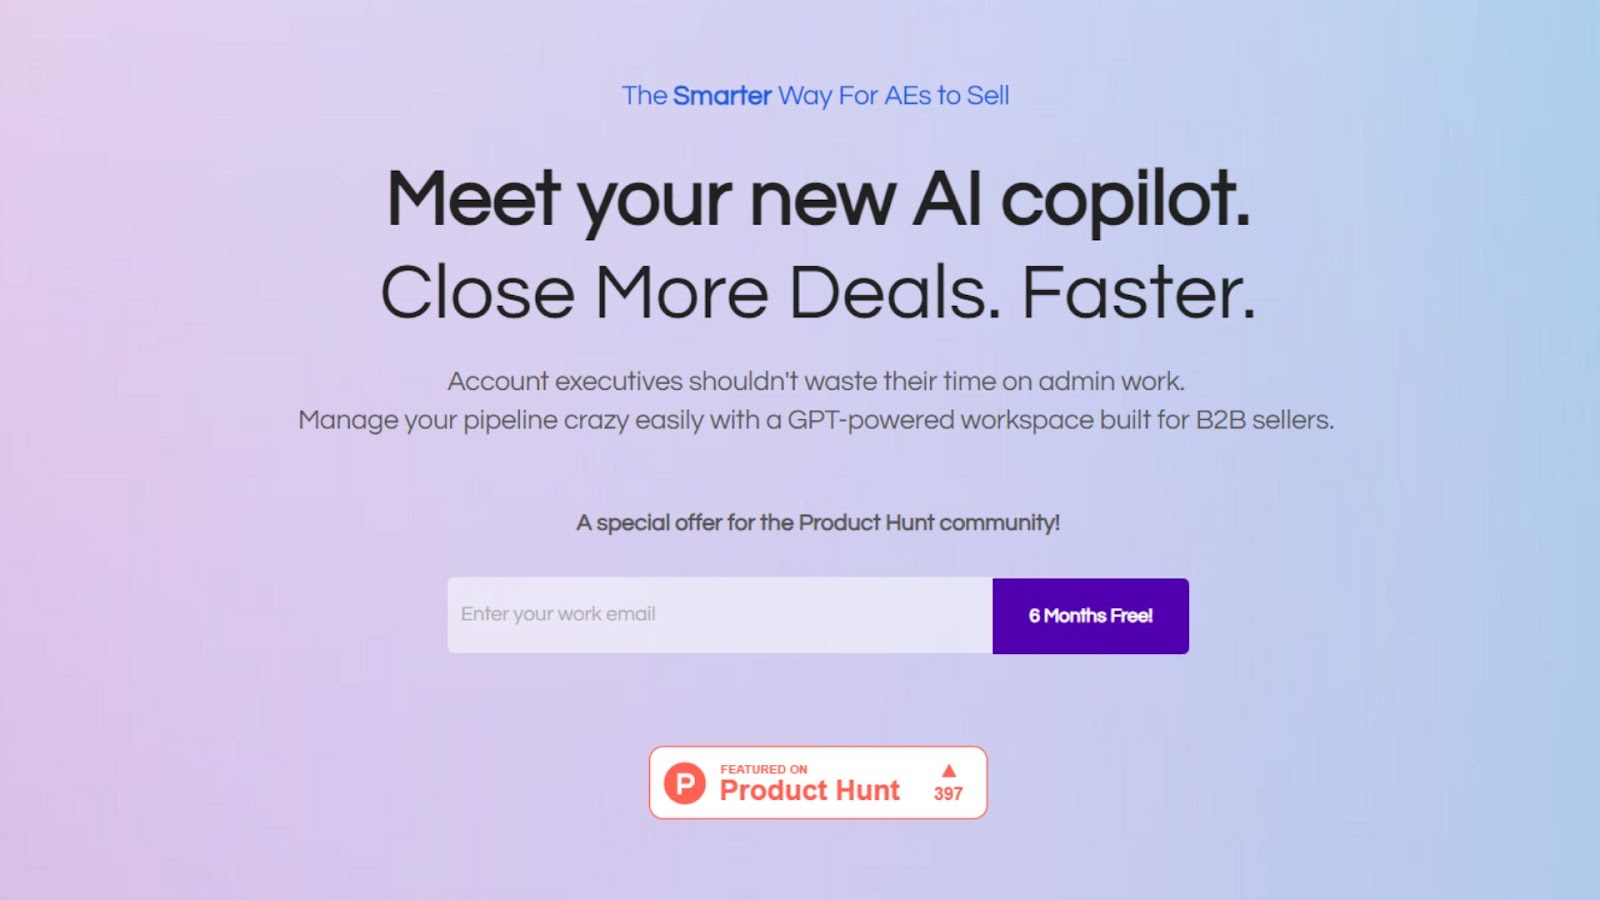 The Smarter Way For AEs to Sell
Meet your new AI copilot.
Close More Deals. Faster.
Account executives shouldn't waste their time on admin work.
Manage your pipeline crazy easily with a GPT-powered workspace built for B2B sellers.
A special offer for the Product Hunt community!
Enter your work email
6 Months Free!
P
FEATURED ON
Product Hunt
▲
397